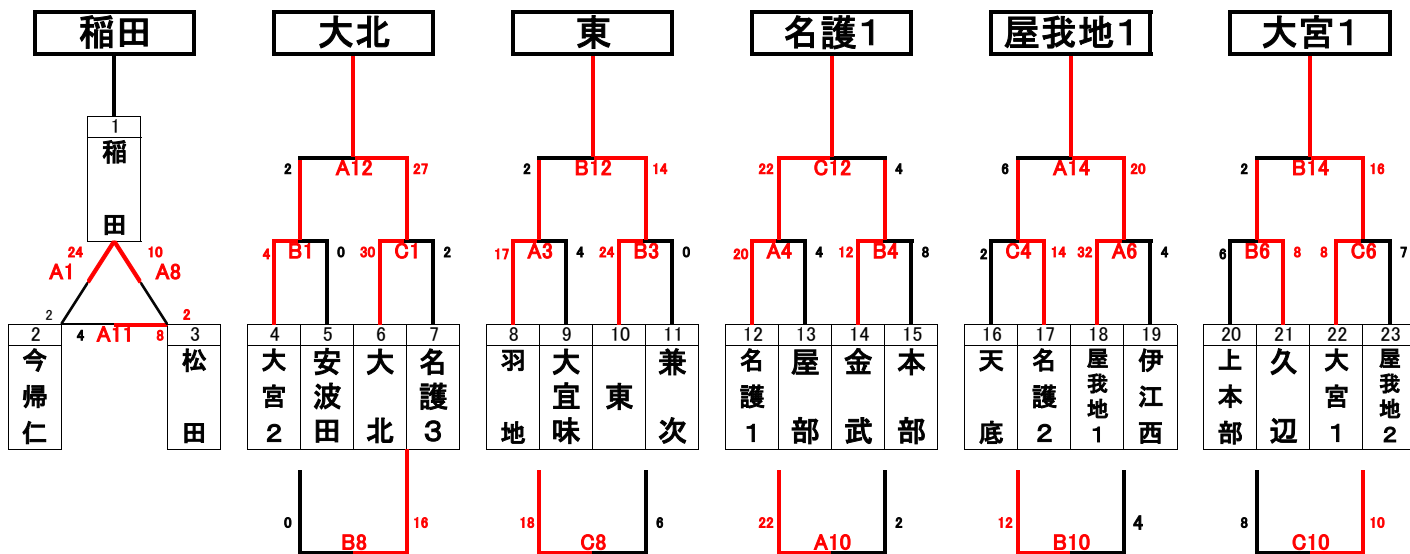 稲田 大北 東 名護1 屋我地1 大宮1
1
稲田
2 A12 27 2 B12 14 22 C12 4 6 A14 20 2 B14 16
24 10
A1 A8
4 B1 0 30 C1 2 17 A3 4 24 B3 0 20 A4 4 12 B4 8 2 C4 14 32 A6 4 6 B6 8 8 C6 7
2 2
4 A11 8
2 3 4 5 6 7 8 9 10 11 12 13 14 15 16 17 18 19 20 21 22 23
今帰仁 松田 大宮2 安波田 大北 名護3 羽地 大宜味 東 兼次 名護1 屋部 金武 本部 天底 名護2 屋我地1 伊江西 上本部 久辺 大宮1 屋我地2
0 B8 16 18 C8 6 22 A10 2 12 B10 4 8 C10 10